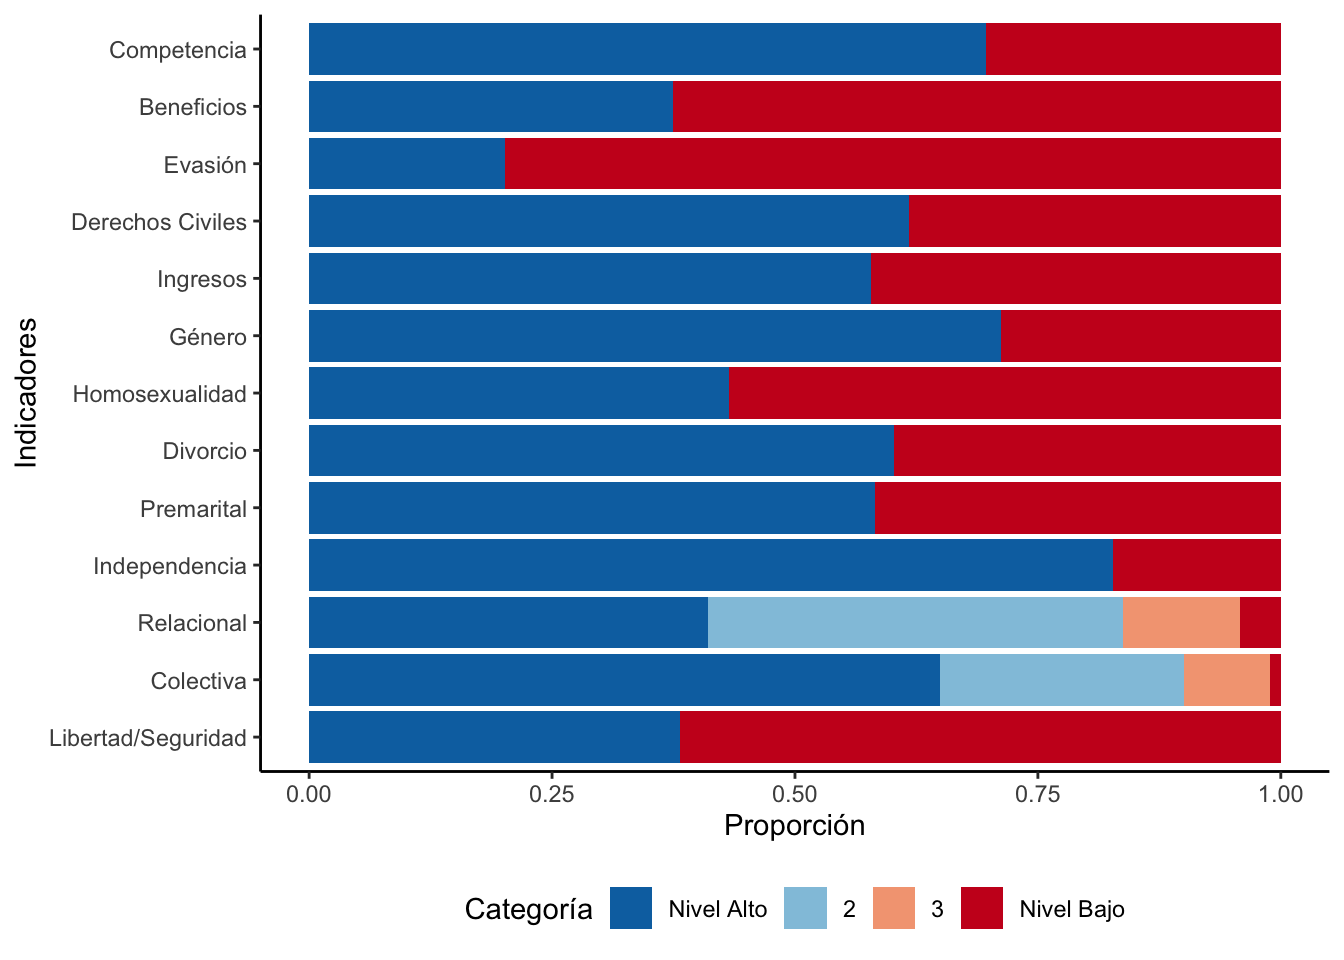 Competencia
Beneficios
Evasión
Derechos Civiles
Ingresos
Género
Homosexualidad
Divorcio
Premarital
Independencia
Relacional
Colectiva
Libertad/Seguridad
Indicadores
0.00 0.25 0.50 0.75 1.00
Proporción
Categoría Nivel Alto 2 3 Nivel Bajo